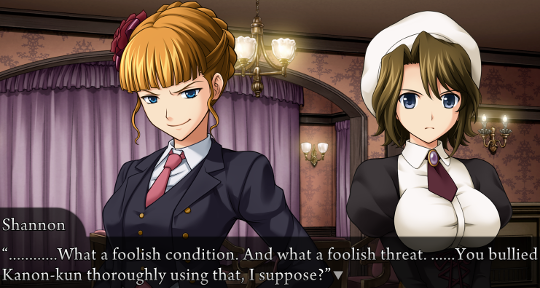 Shannon
“............What a foolish condition. And what a foolish threat. ......You bullied
Kanon-kun thoroughly using that, I suppose?”